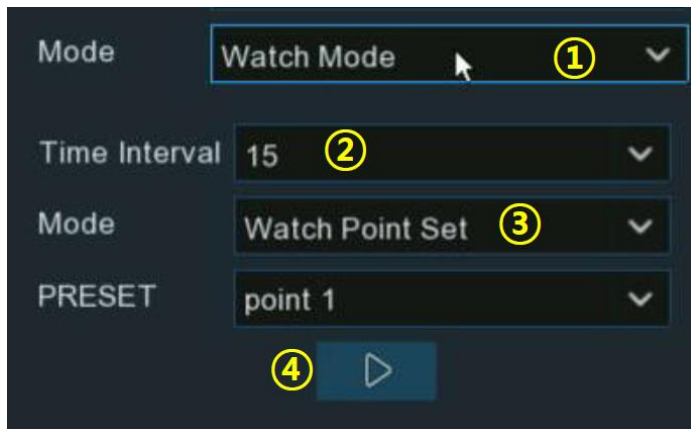 Mode Watch Mode ①
Time Interval 15 ②
Mode Watch Point Set ③
PRESET point 1
④